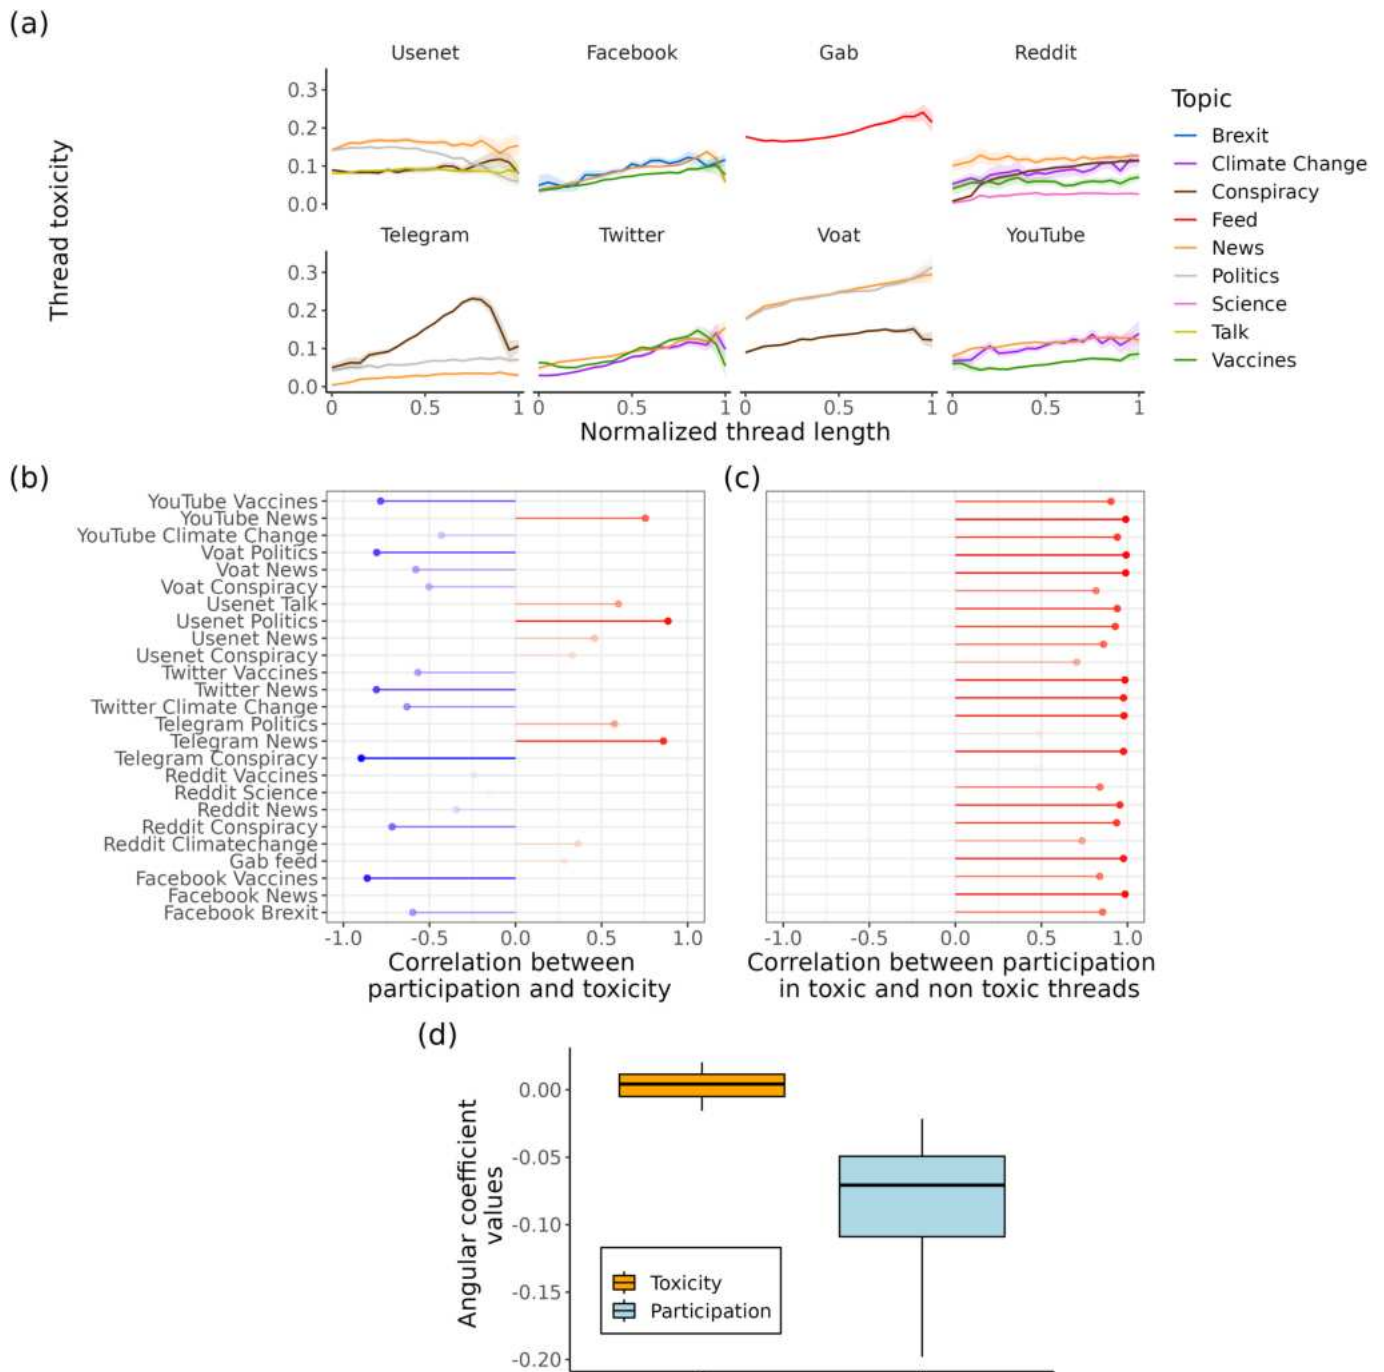 (a)
Usenet Facebook Gab Reddit
Thread toxicity
0.3
0.2
0.1
0.0
Telegram Twitter Voat YouTube
0.3
0.2
0.1
0.0
0 0.5 1 0 0.5 1 0 0.5 1 0 0.5 1
Normalized thread length
Topic
Brexit
Climate Change
Conspiracy
Feed
News
Politics
Science
Talk
Vaccines
(b)
YouTube Vaccines
YouTube News
YouTube Climate Change
Voat Politics
Voat News
Voat Conspiracy
Usenet Talk
Usenet Politics
Usenet News
Usenet Conspiracy
Twitter Vaccines
Twitter News
Twitter Climate Change
Telegram Politics
Telegram News
Telegram Conspiracy
Reddit Vaccines
Reddit Science
Reddit News
Reddit Conspiracy
Reddit Climatechange
Gab feed
Facebook Vaccines
Facebook News
Facebook Brexit
-1.0 -0.5 0.0 0.5 1.0
Correlation between
participation and toxicity
(c)
-1.0 -0.5 0.0 0.5 1.0
Correlation between participation
in toxic and non toxic threads
(d)
Angular coefficient
values
0.00
-0.05
-0.10
-0.15
-0.20
Toxicity
Participation